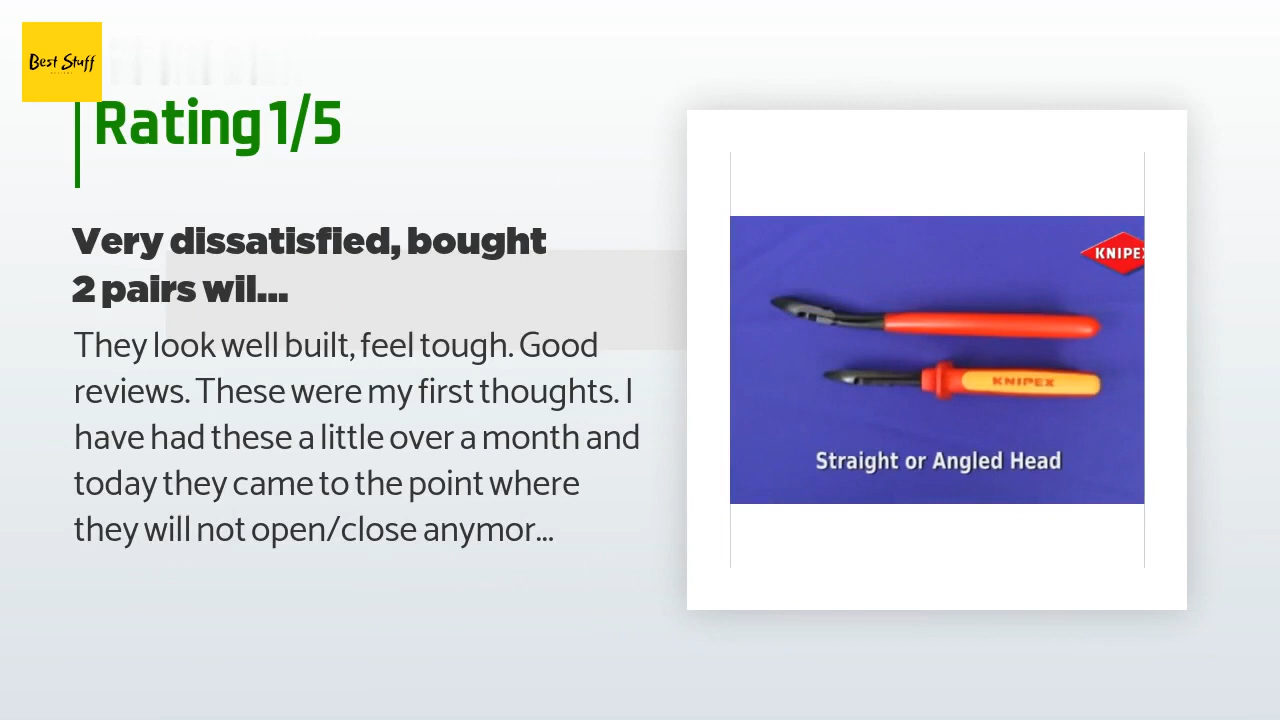 Best Stuff
Rating 1/5
Very dissatisfied, bought
2 pairs wil...
They look well built, feel tough. Good
reviews. These were my first thoughts. I
have had these a little over a month and
today they came to the point where
they will not open/close anymor...
KNIPEX
KNIPEX
Straight or Angled Head